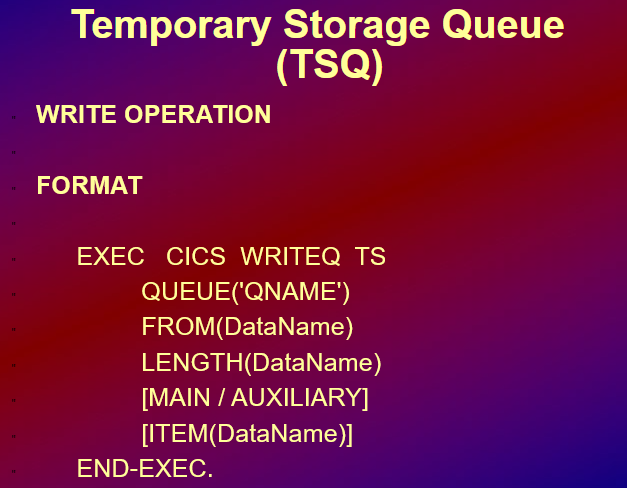 Temporary Storage Queue
(TSQ)
WRITE OPERATION
FORMAT
EXEC CICS WRITEQ TS
QUEUE('QNAME')
FROM(DataName)
LENGTH(DataName)
[MAIN / AUXILIARY]
[ITEM(DataName)]
END-EXEC.